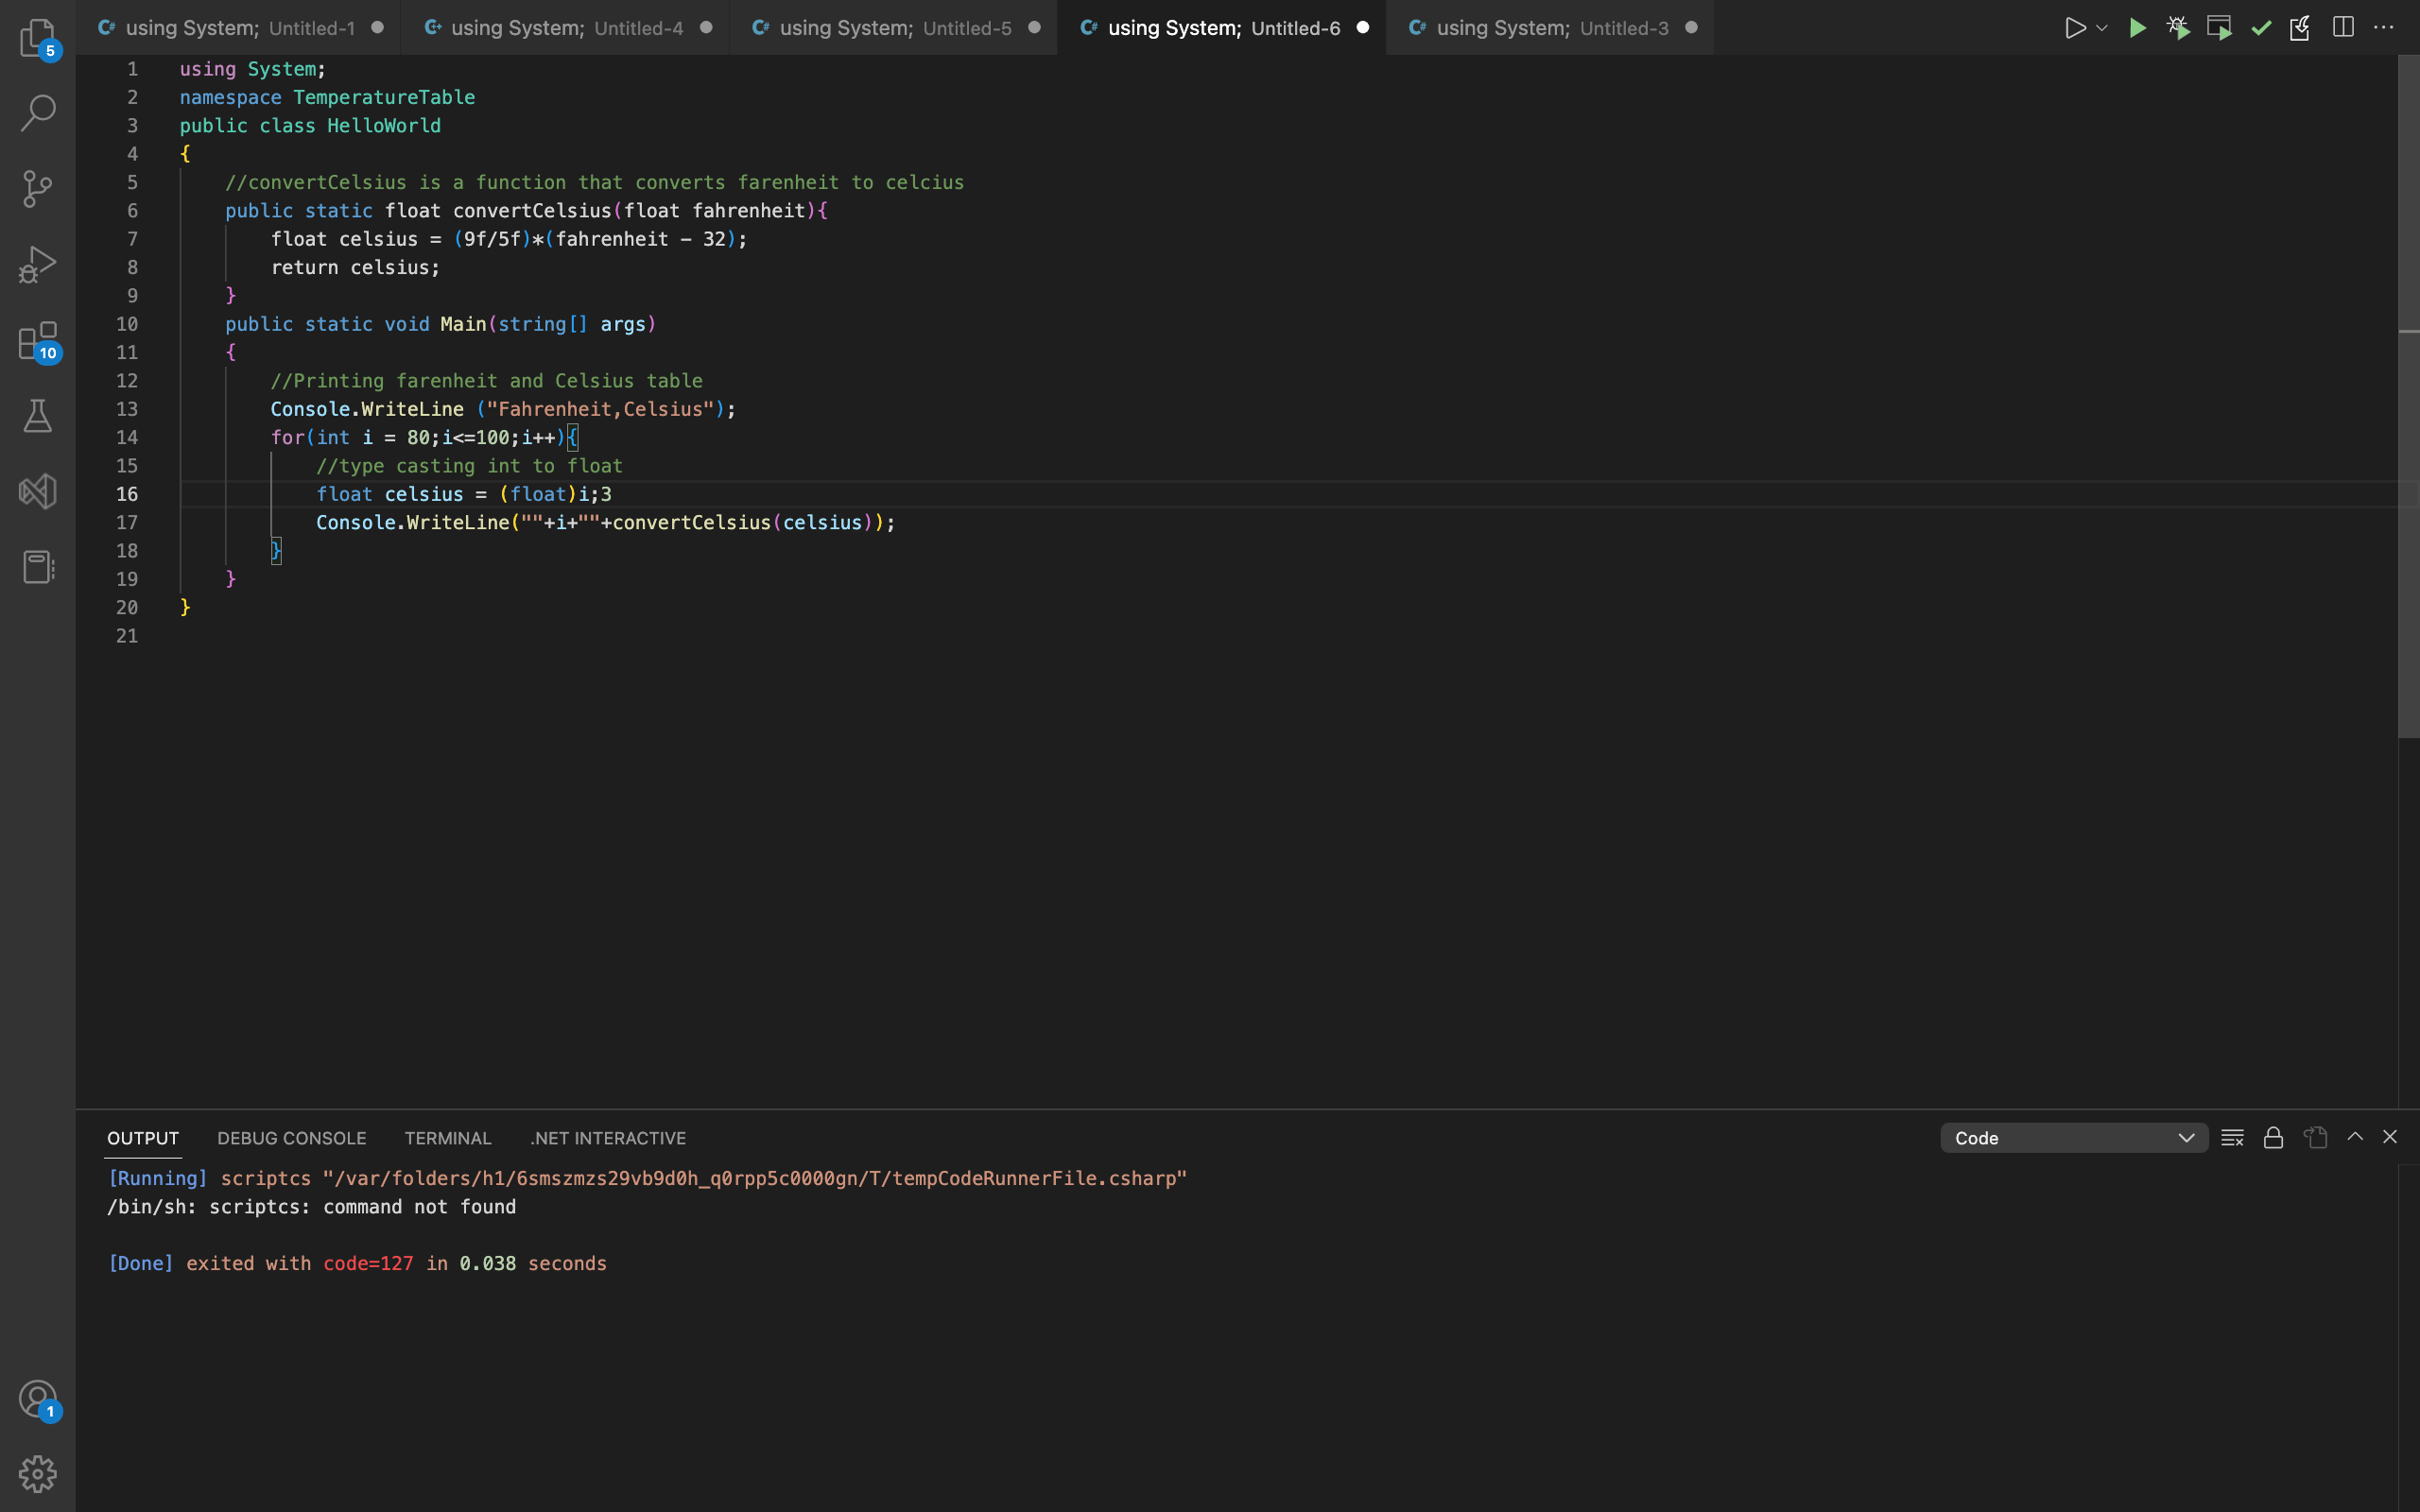 using System; Untitled-1
using System; Untitled-4
using System; Untitled-5
using System; Untitled-6
using System; Untitled-3
5
10
1
1 using System;
2 namespace TemperatureTable
3 public class HelloWorld
4 {
5 //convertCelsius is a function that converts farenheit to celcius
6 public static float convertCelsius(float fahrenheit){
7 float celsius = (9f/5f)*(fahrenheit - 32);
8 return celsius;
9 }
10 public static void Main(string[] args)
11 {
12 //Printing farenheit and Celsius table
13 Console.WriteLine ("Fahrenheit,Celsius");
14 for(int i = 80;i<=100;i++){
15 //type casting int to float
16 float celsius = (float)i;3
17 Console.WriteLine(""+i+""+convertCelsius(celsius));
18 }
19 }
20 }
21
OUTPUT DEBUG CONSOLE TERMINAL .NET INTERACTIVE Code
[Running] scriptcs "/var/folders/h1/6smszmzs29vb9d0h_q0rpp5c0000gn/T/tempCodeRunnerFile.csharp"
/bin/sh: scriptcs: command not found
[Done] exited with code=127 in 0.038 seconds